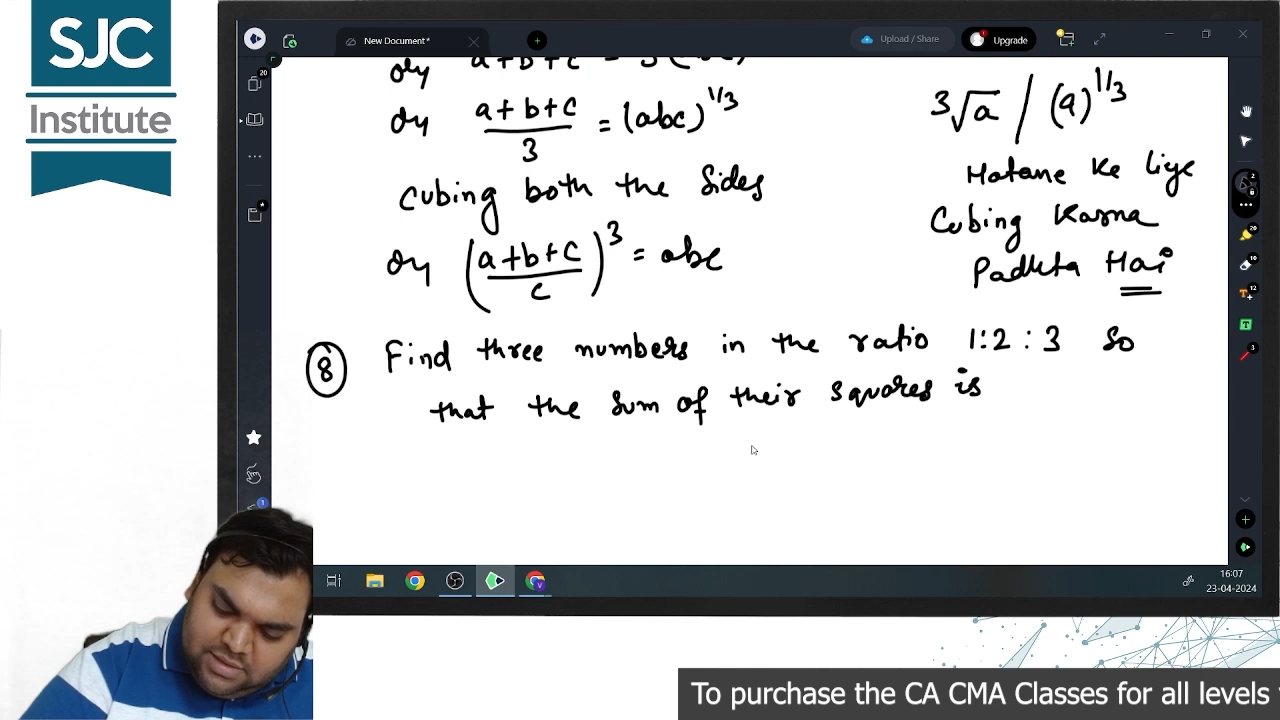 SJC
Institute
New Document*
Upload / Share
Upgrade
a+b+c/3 = (abc)^1/3
Cubing both the Sides
(a+b+c/c)^3 = abc
3√a / (a)^1/3
Hatane Ke liye
Cubing Karna
Padhta Hai
8 Find three numbers in the ratio 1:2:3 so
that the sum of their squares is
16:07
23-04-2024
To purchase the CA CMA Classes for all levels